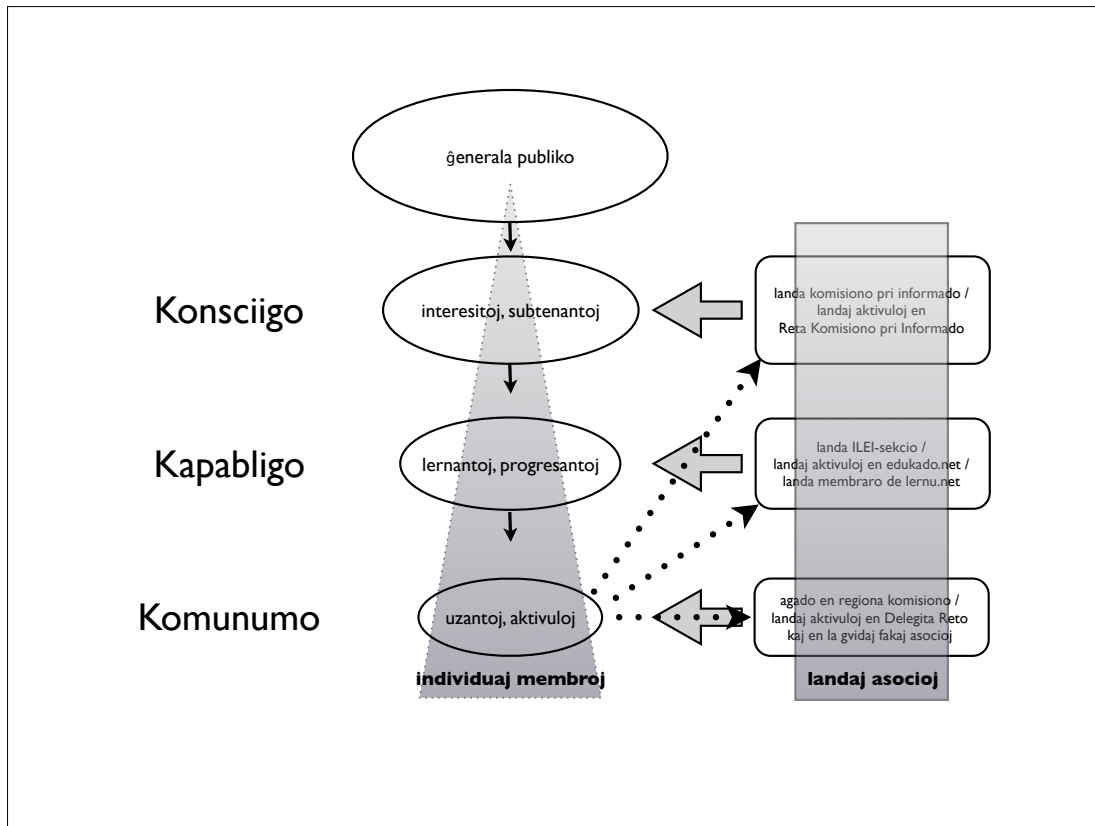 ĝenerala publiko
Konsciigo
interesitoj, subtenantoj
landa komisiono pri informado /
landaj aktivuloj en
Reta Komisiono pri Informado
Kapabligo
lernantoj, progresantoj
landa ILEI-sekcio /
landaj aktivuloj en edukado.net /
landa membraro de lernu.net
Komunumo
uzantoj, aktivuloj
agado en regiona komisiono /
landaj aktivuloj en Delegita Reto
kaj en la gvidaj fakaj asocioj
individuaj membroj
landaj asocioj